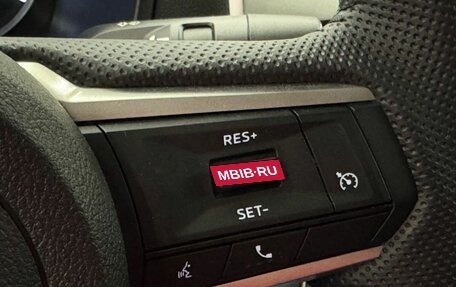 RES+
MBIB·RU
SET-